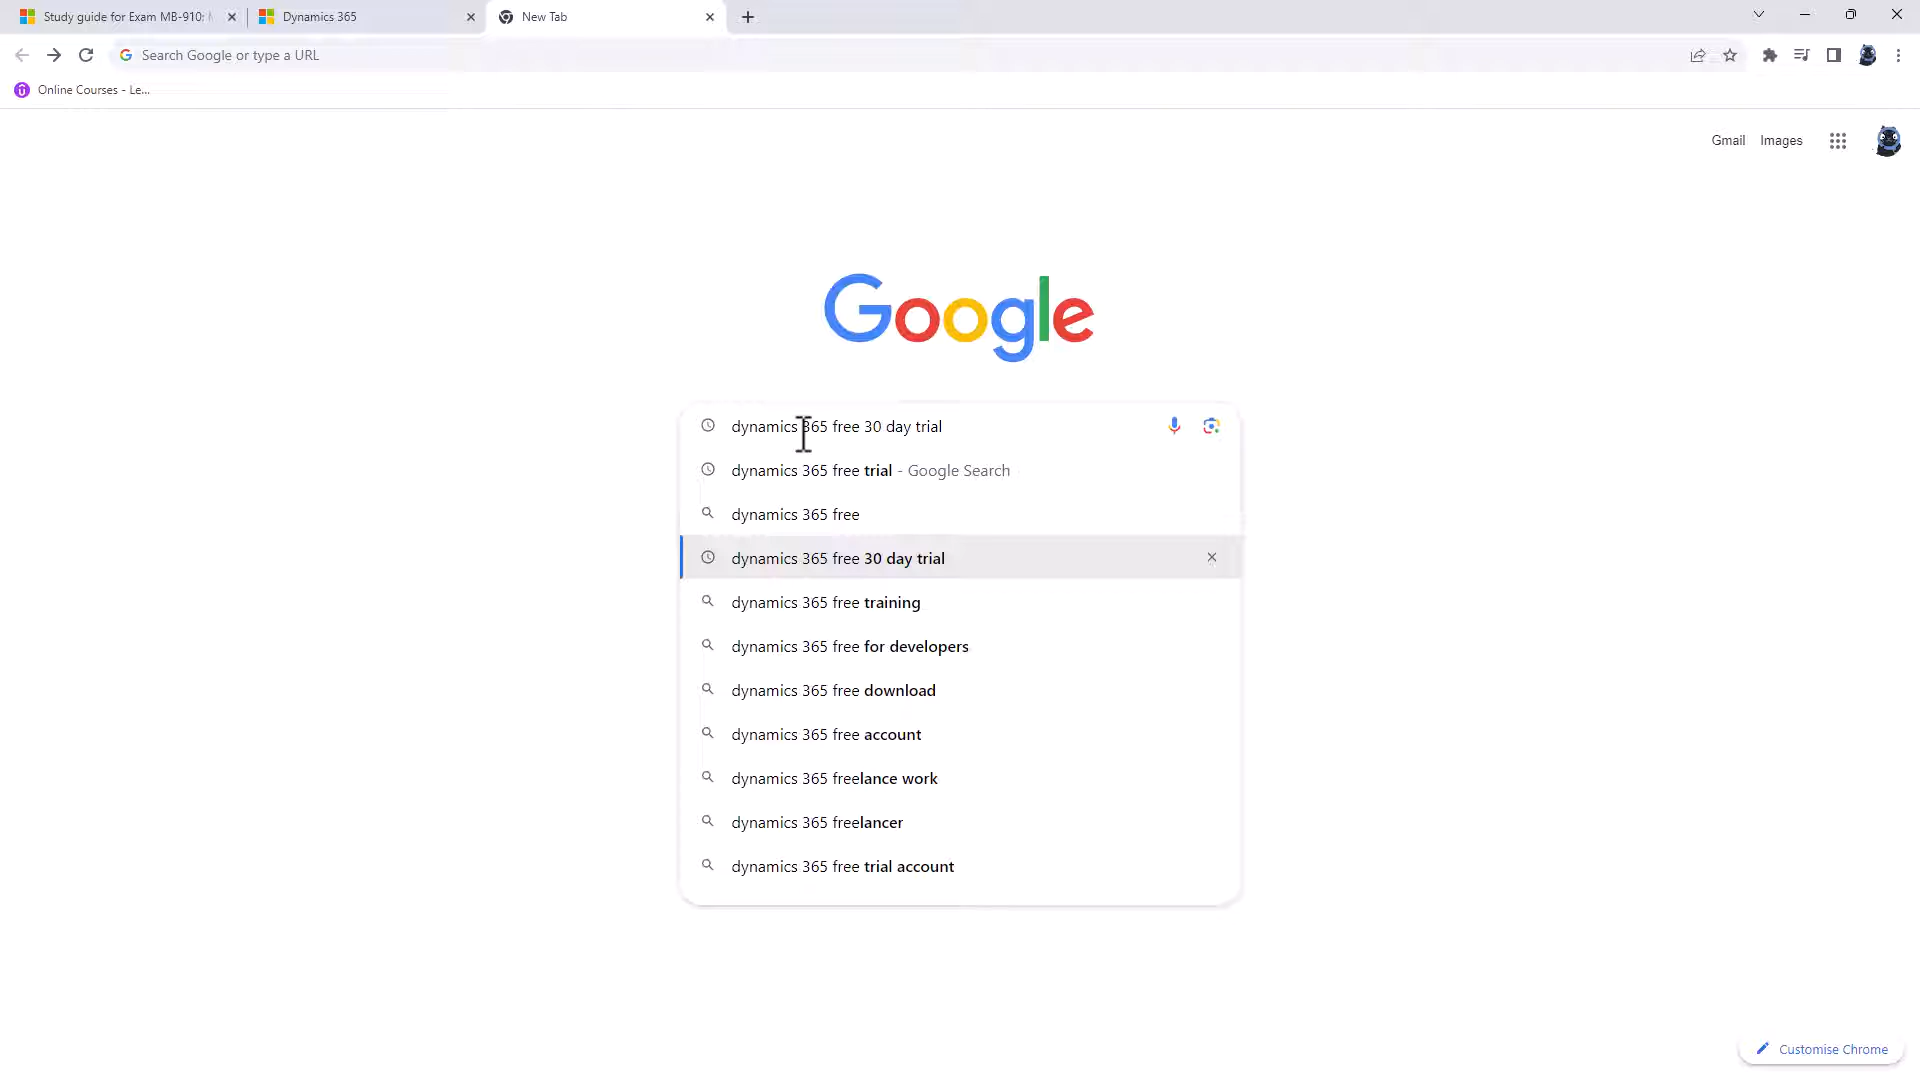 Study guide for Exam MB-910:
Dynamics 365
New Tab
Search Google or type a URL
Online Courses - Le...
Gmail
Images
Google
dynamics 365 free 30 day trial
dynamics 365 free trial - Google Search
dynamics 365 free
dynamics 365 free 30 day trial
dynamics 365 free training
dynamics 365 free for developers
dynamics 365 free download
dynamics 365 free account
dynamics 365 freelance work
dynamics 365 freelancer
dynamics 365 free trial account
Customise Chrome